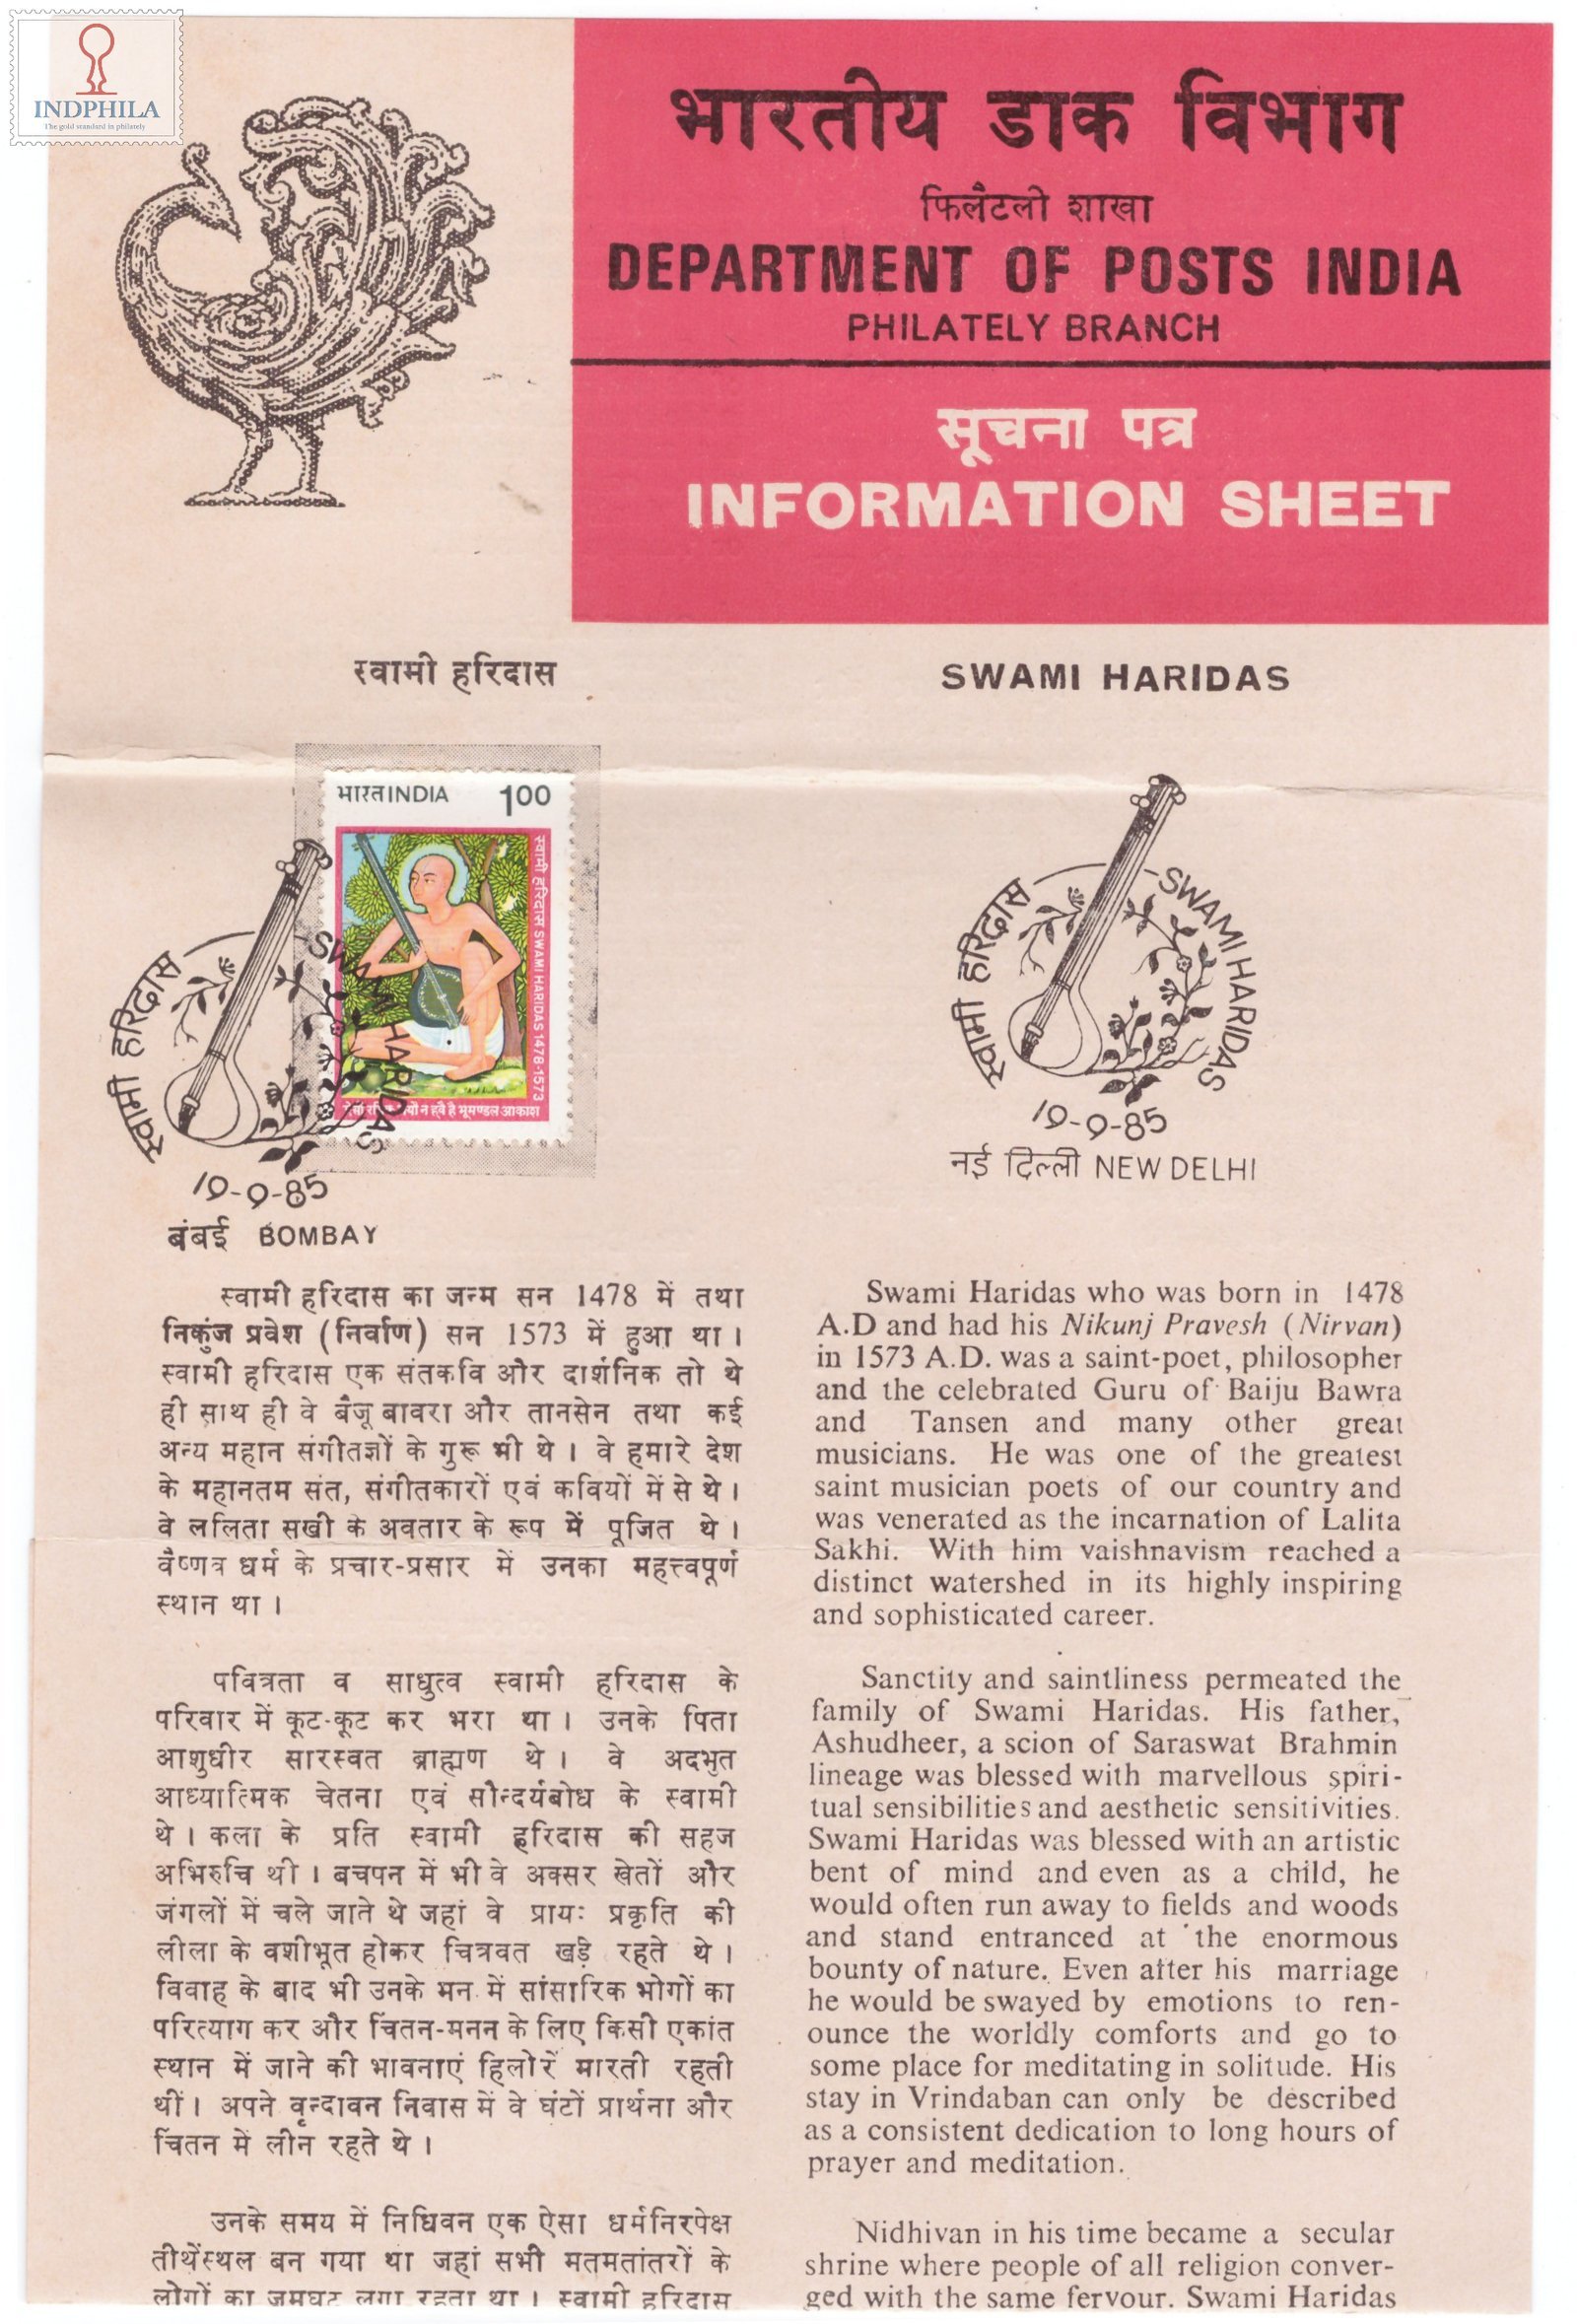 INDPHILA
The gold standard in philately
भारतीय डाक विभाग
फिलैटली शाखा
DEPARTMENT OF POSTS INDIA
PHILATELY BRANCH
सूचना पत्र
INFORMATION SHEET
स्वामी हरिदास
SWAMI HARIDAS
भारत INDIA 100
स्वामी हरिदास SWAMI HARIDAS 1478-1573
न ह्वै है भूमण्डल आकाश
स्वामी हरिदास
SWAMI HARIDAS
19-9-85
बंबई BOMBAY
स्वामी हरिदास
SWAMI HARIDAS
19-9-85
नई दिल्ली NEW DELHI
स्वामी हरिदास का जन्म सन 1478 में तथा
निकुंज प्रवेश (निर्वाण) सन 1573 में हुआ था ।
स्वामी हरिदास एक संतकवि और दार्शनिक तो थे
ही साथ ही वे बैजू बावरा और तानसेन तथा कई
अन्य महान संगीतज्ञों के गुरू भी थे । वे हमारे देश
के महानतम संत, संगीतकारों एवं कवियों में से थे ।
वे ललिता सखी के अवतार के रूप में पूजित थे ।
वैष्णव धर्म के प्रचार-प्रसार में उनका महत्त्वपूर्ण
स्थान था ।
पवित्रता व साधुत्व स्वामी हरिदास के
परिवार में कूट-कूट कर भरा था । उनके पिता
आशुधीर सारस्वत ब्राह्मण थे । वे अदभुत
आध्यात्मिक चेतना एवं सौन्दर्यबोध के स्वामी
थे । कला के प्रति स्वामी हरिदास की सहज
अभिरुचि थी । बचपन में भी वे अक्सर खेतों और
जंगलों में चले जाते थे जहां वे प्रायः प्रकृति की
लीला के वशीभूत होकर चित्रवत खड़े रहते थे ।
विवाह के बाद भी उनके मन में सांसारिक भोगों का
परित्याग कर और चिंतन-मनन के लिए किसी एकांत
स्थान में जाने की भावनाएं हिलोरें मारती रहती
थीं । अपने वृन्दावन निवास में वे घंटों प्रार्थना और
चिंतन में लीन रहते थे ।
उनके समय में निधिवन एक ऐसा धर्मनिरपेक्ष
तीर्थस्थल बन गया था जहां सभी मतमतांतरों के
लोगों का जमघट लगा रहता था । स्वामी हरिदास
Swami Haridas who was born in 1478
A.D and had his Nikunj Pravesh (Nirvan)
in 1573 A.D. was a saint-poet, philosopher
and the celebrated Guru of Baiju Bawra
and Tansen and many other great
musicians. He was one of the greatest
saint musician poets of our country and
was venerated as the incarnation of Lalita
Sakhi. With him vaishnavism reached a
distinct watershed in its highly inspiring
and sophisticated career.
Sanctity and saintliness permeated the
family of Swami Haridas. His father,
Ashudheer, a scion of Saraswat Brahmin
lineage was blessed with marvellous spiri-
tual sensibilities and aesthetic sensitivities.
Swami Haridas was blessed with an artistic
bent of mind and even as a child, he
would often run away to fields and woods
and stand entranced at the enormous
bounty of nature. Even after his marriage
he would be swayed by emotions to ren-
ounce the worldly comforts and go to
some place for meditating in solitude. His
stay in Vrindaban can only be described
as a consistent dedication to long hours of
prayer and meditation.
Nidhivan in his time became a secular
shrine where people of all religion conver-
ged with the same fervour. Swami Haridas